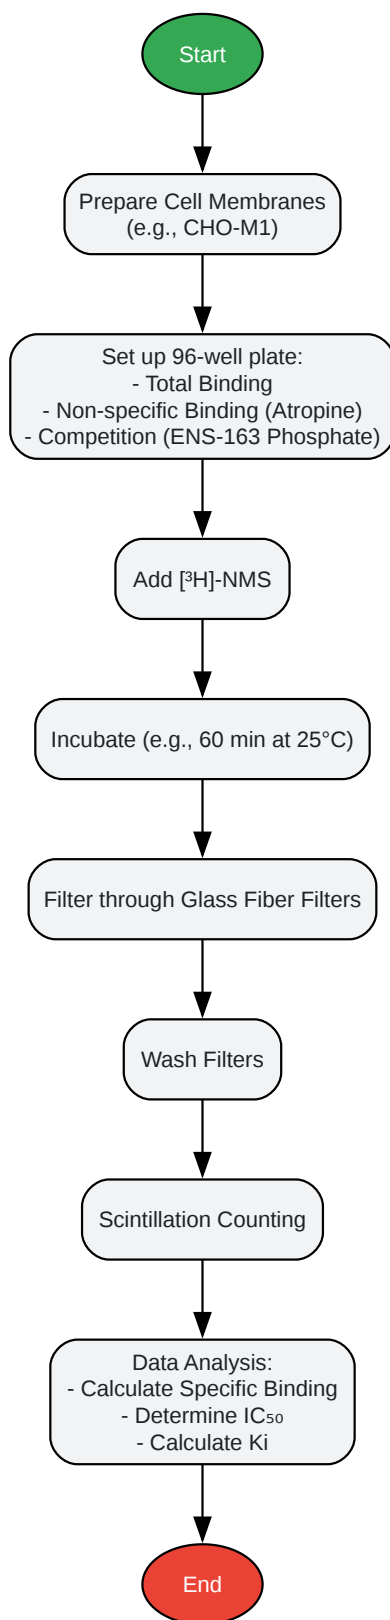 Start
Prepare Cell Membranes
(e.g., CHO-M1)
Set up 96-well plate:
- Total Binding
- Non-specific Binding (Atropine)
- Competition (ENS-163 Phosphate)
Add [³H]-NMS
Incubate (e.g., 60 min at 25°C)
Filter through Glass Fiber Filters
Wash Filters
Scintillation Counting
Data Analysis:
- Calculate Specific Binding
- Determine IC₅₀
- Calculate Ki
End